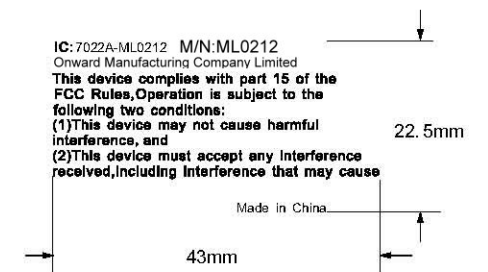 IC: 7022A-ML0212 M/N:ML0212
Onward Manufacturing Company Limited
This device complies with part 15 of the
FCC Rules,Operation is subject to the
following two conditions:
(1)This device may not cause harmful
interference, and
(2)This device must accept any interference
received,including interference that may cause
22.5mm
Made in China
43mm